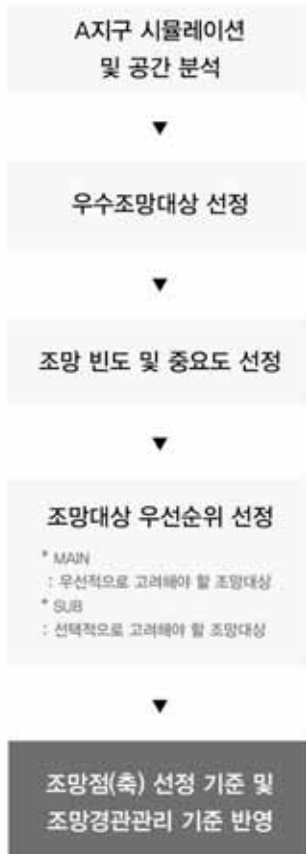 A지구 시뮬레이션
및 공간 분석
▼
우수조망대상 선정
▼
조망 빈도 및 중요도 선정
▼
조망대상 우선순위 선정
* MAIN
: 우선적으로 고려해야 할 조망대상
* SUB
: 선택적으로 고려해야 할 조망대상
▼
조망점(축) 선정 기준 및
조망경관관리 기준 반영